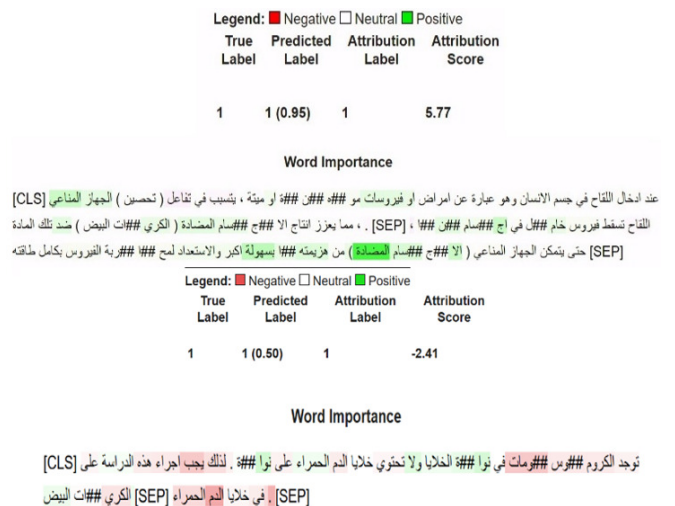 Legend: Negative Neutral Positive
True Label Predicted Label Attribution Label Attribution Score
1 1 (0.95) 1 5.77
Word Importance
[CLS] عند ادخال اللقاح في جسم الانسان وهو عبارة عن امراض او فيروسات مو ##ه ##ن ##ة او ميتة ، يتسبب في تفاعل ( تحصين ) الجهاز المناعي
اللقاح تسقط فيروس خام ##ل في اج ##سام ##ن ##ا ، [SEP] . ، مما يعزز انتاج الا ##ج ##سام المضادة ( الكري ##ات البيض ) ضد تلك المادة
حتى يتمكن الجهاز المناعي ( الا ##ج ##سام المضادة ) من هزيمته ##ا بسهولة اكبر والاستعداد لمح ##ا ##ربة الفيروس بكامل طاقته [SEP]
Legend: Negative Neutral Positive
True Label Predicted Label Attribution Label Attribution Score
1 1 (0.50) 1 -2.41
Word Importance
[CLS] توجد الكروم ##وس ##ومات في نوا ##ة الخلايا ولا تحتوي خلايا الدم الحمراء على نوا ##ة . لذلك يجب اجراء هذه الدراسة على
الكري ##ات البيض [SEP] في خلايا الدم الحمراء . [SEP]